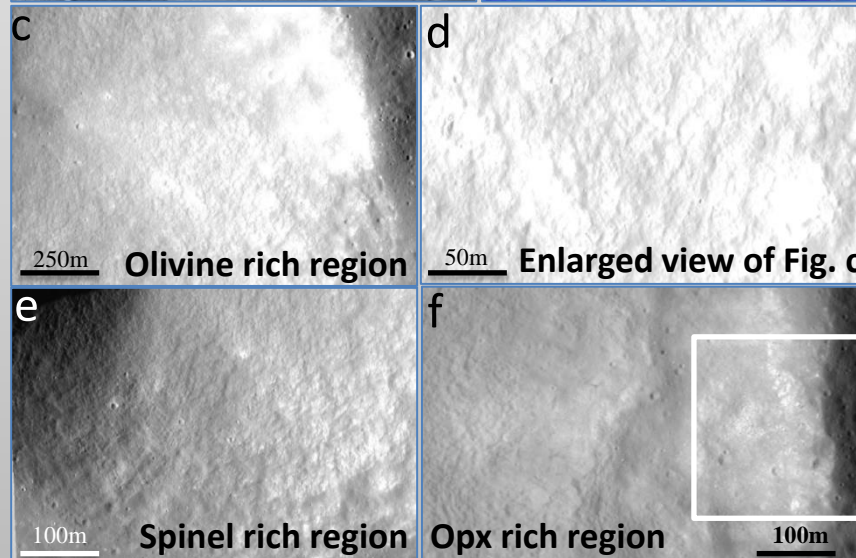 c
d
250m
Olivine rich region
50m
Enlarged view of Fig. c
e
f
100m
Spinel rich region
Opx rich region
100m